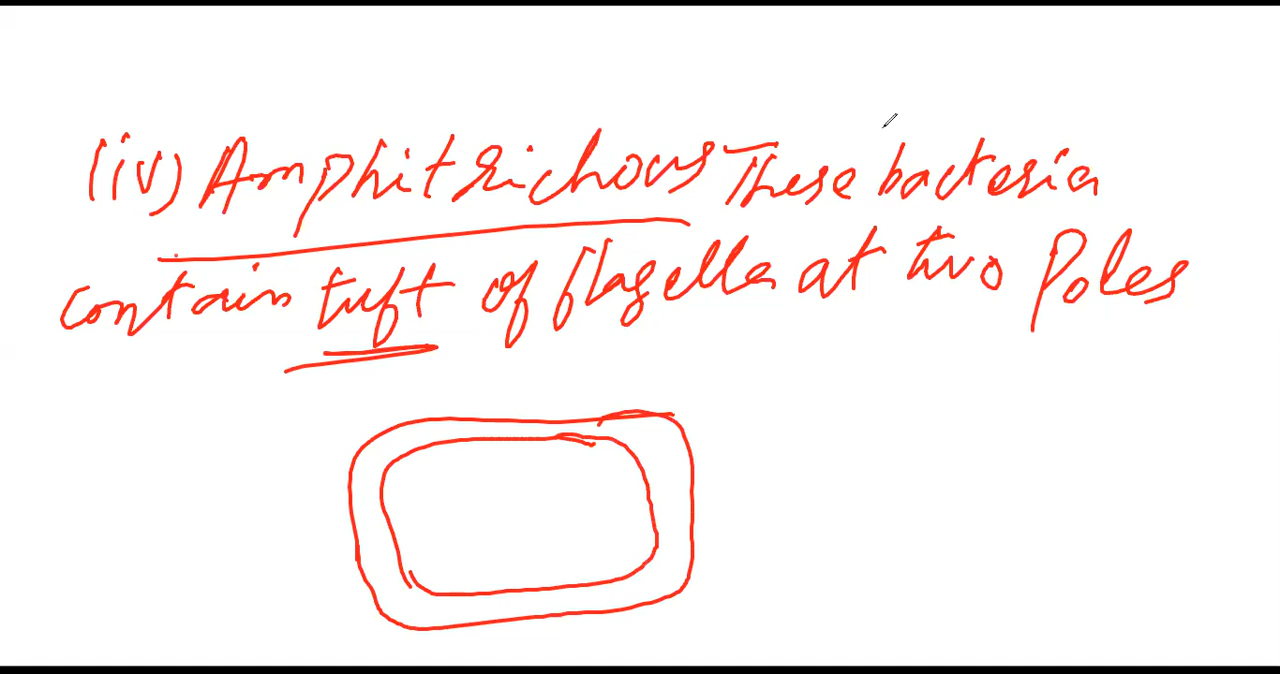 (iv) Amphitrichous These bacteria
contain tuft of flagella at two Poles